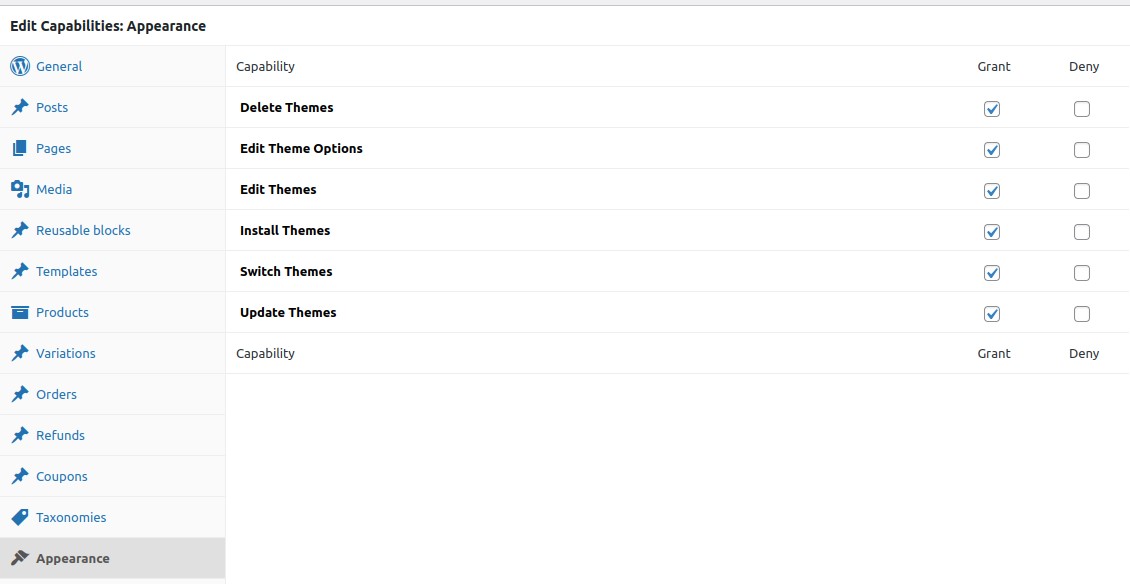 Edit Capabilities: Appearance
General
Posts
Pages
Media
Reusable blocks
Templates
Products
Variations
Orders
Refunds
Coupons
Taxonomies
Appearance
Capability Grant Deny
Delete Themes
Edit Theme Options
Edit Themes
Install Themes
Switch Themes
Update Themes
Capability Grant Deny